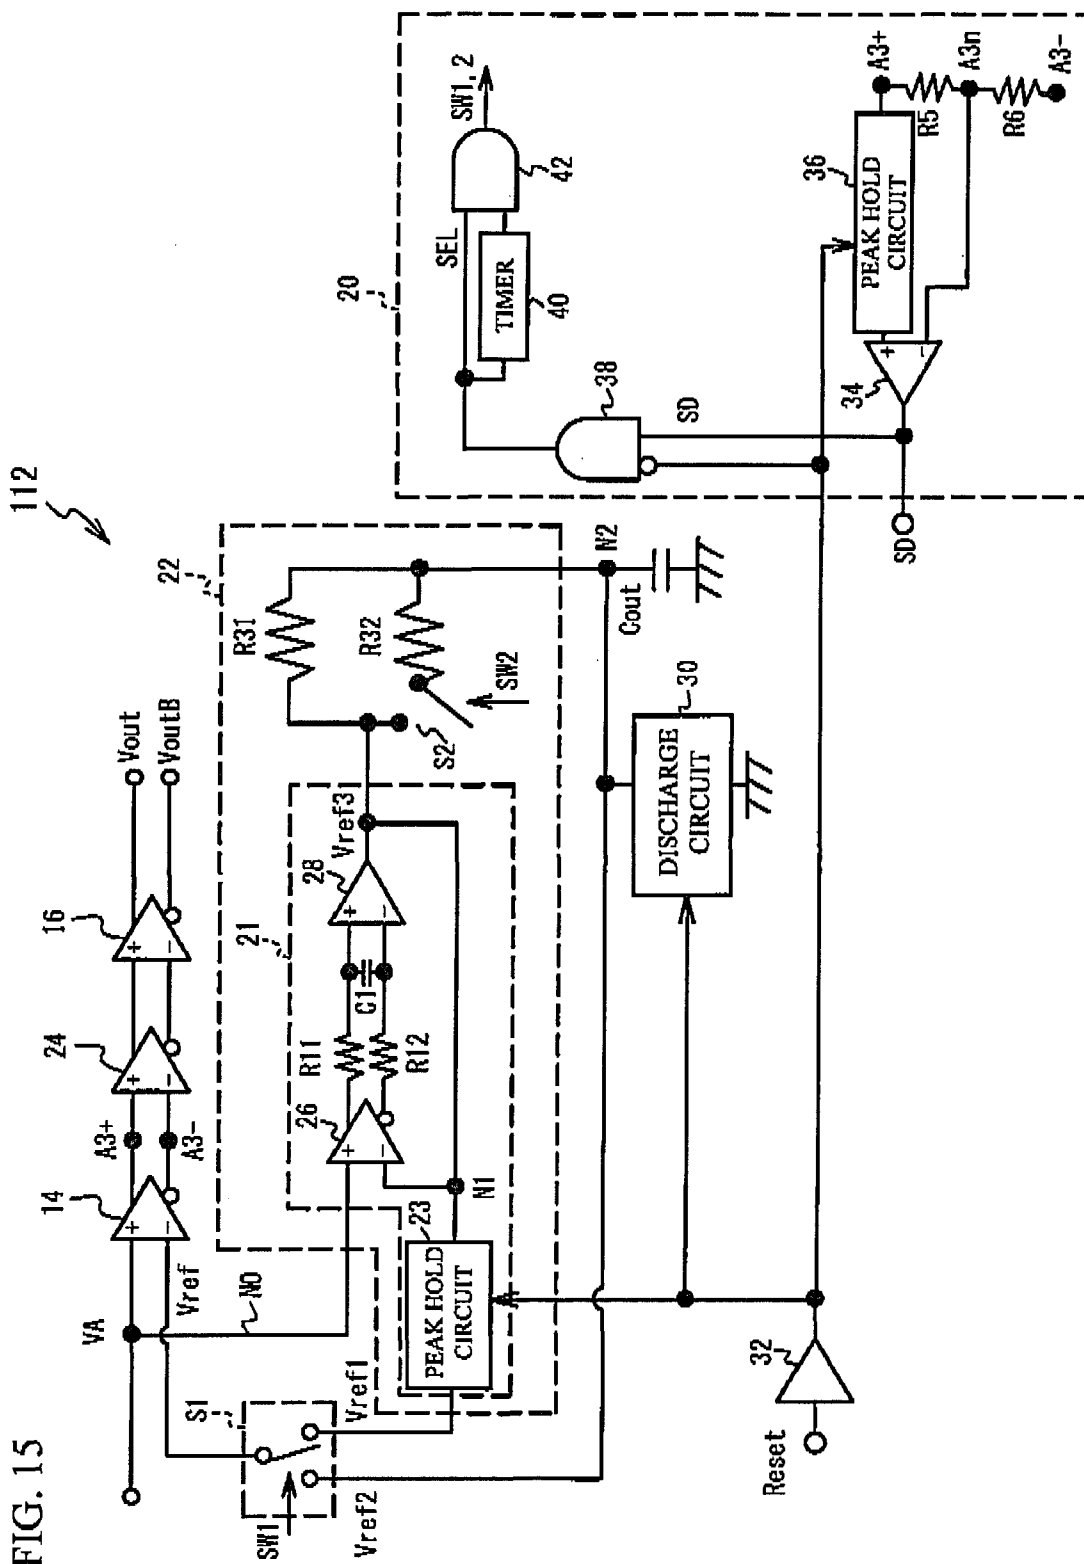 FIG. 15
112
VA
14
A3+
A3-
24
16
Vout
VoutB
Vref
N0
S1
SW1
Vref1
Vref2
22
21
PEAK HOLD
CIRCUIT
23
N1
26
R11
R12
C1
28
Vref3
R31
R32
S2
SW2
N2
Cout
DISCHARGE
CIRCUIT
30
Reset
32
20
SEL
TIMER
40
42
SW1, 2
38
SD
SD
34
PEAK HOLD
CIRCUIT
36
A3+
R5
A3n
R6
A3-
+
-
+
-
+
-
+
-
+
-
+
-